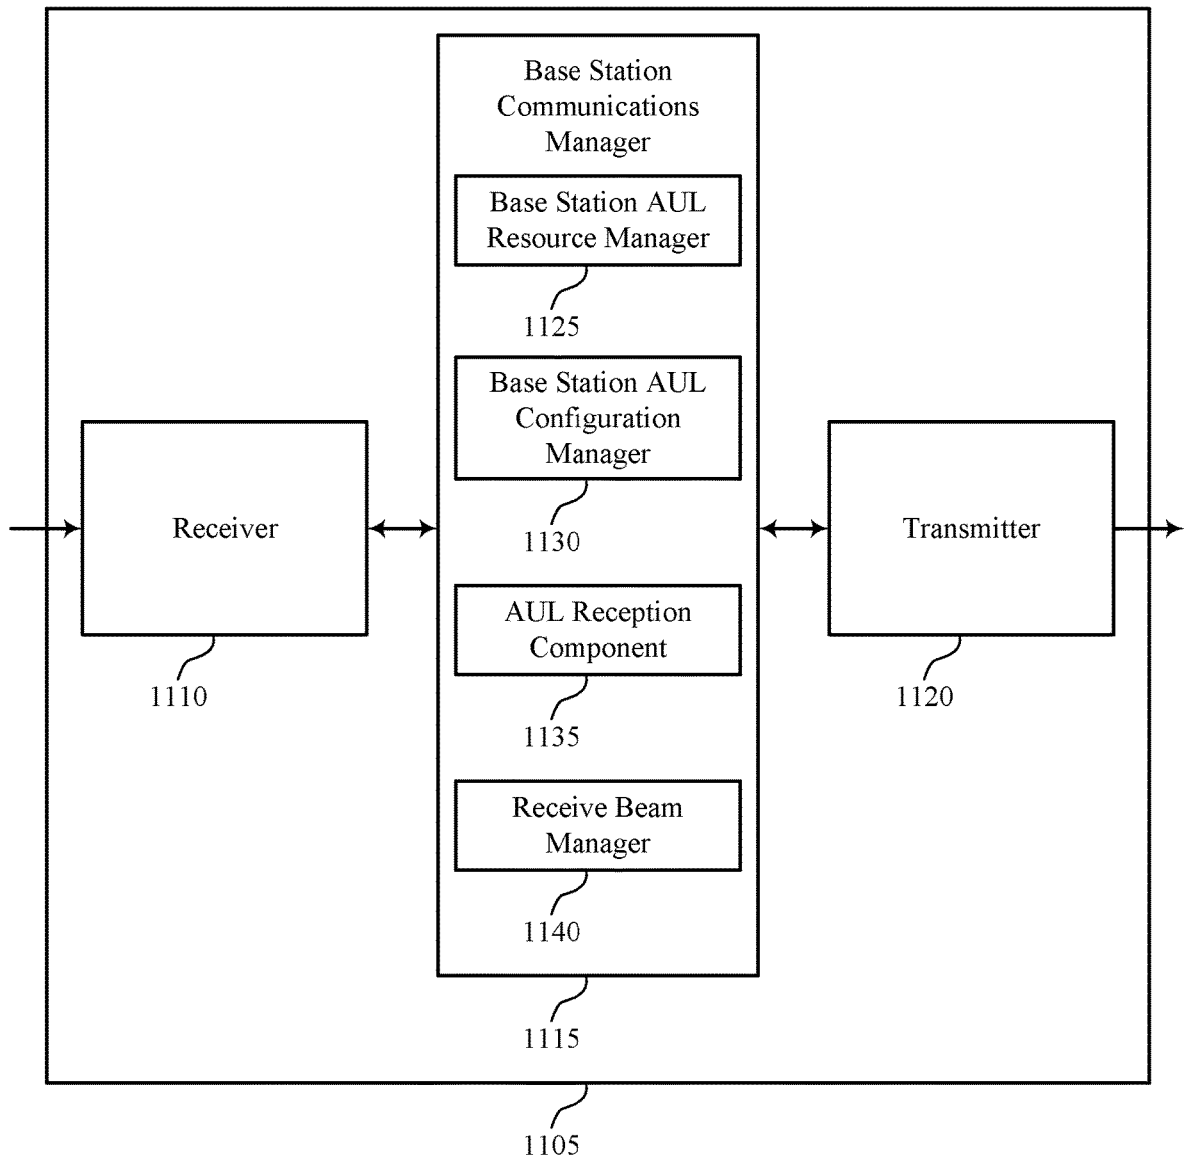 Base Station
Communications
Manager
Base Station AUL
Resource Manager
1125
Base Station AUL
Configuration
Manager
1130
Receiver
1110
Transmitter
1120
AUL Reception
Component
1135
Receive Beam
Manager
1140
1115
1105